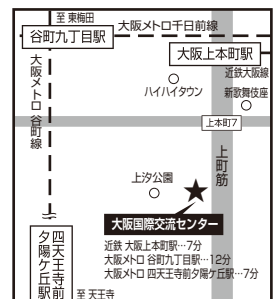 至 東梅田
大阪メトロ千日前線
谷町九丁目駅
大阪上本町駅
近鉄大阪線
ハイハイタウン
新歌舞伎座
大阪メトロ 谷町線
上本町7
上町筋
上汐公園
大阪国際交流センター
四天王寺前
夕陽ケ丘駅
近鉄 大阪上本町駅…7分
大阪メトロ 谷町九丁目駅…12分
大阪メトロ 四天王寺前夕陽ケ丘駅…7分
至 天王寺